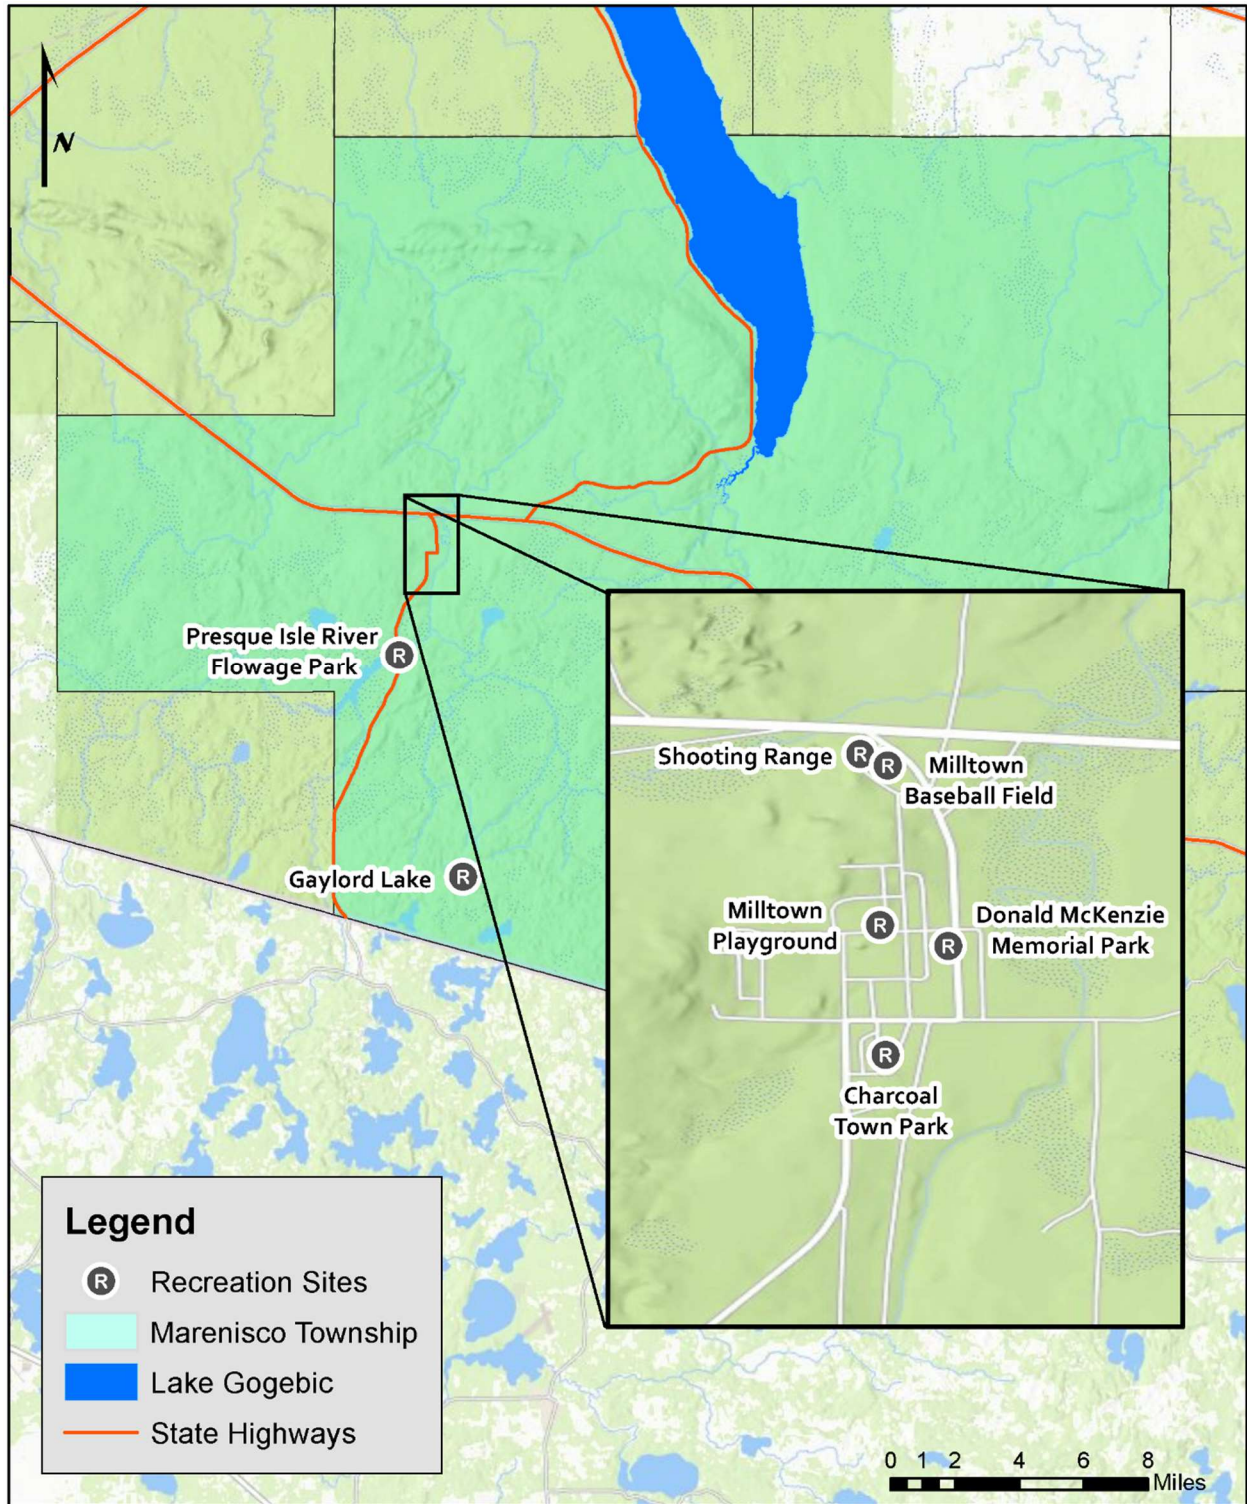 N
Presque Isle River
Flowage Park
R
Gaylord Lake
R
Shooting Range
R
R
Milltown
Baseball Field
Milltown
Playground
R
R
Donald McKenzie
Memorial Park
R
Charcoal
Town Park
Legend
R Recreation Sites
Marenisco Township
Lake Gogebic
State Highways
0 1 2 4 6 8
Miles